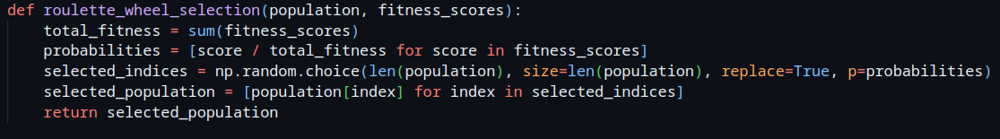 def roulette_wheel_selection(population, fitness_scores):
    total_fitness = sum(fitness_scores)
    probabilities = [score / total_fitness for score in fitness_scores]
    selected_indices = np.random.choice(len(population), size=len(population), replace=True, p=probabilities)
    selected_population = [population[index] for index in selected_indices]
    return selected_population